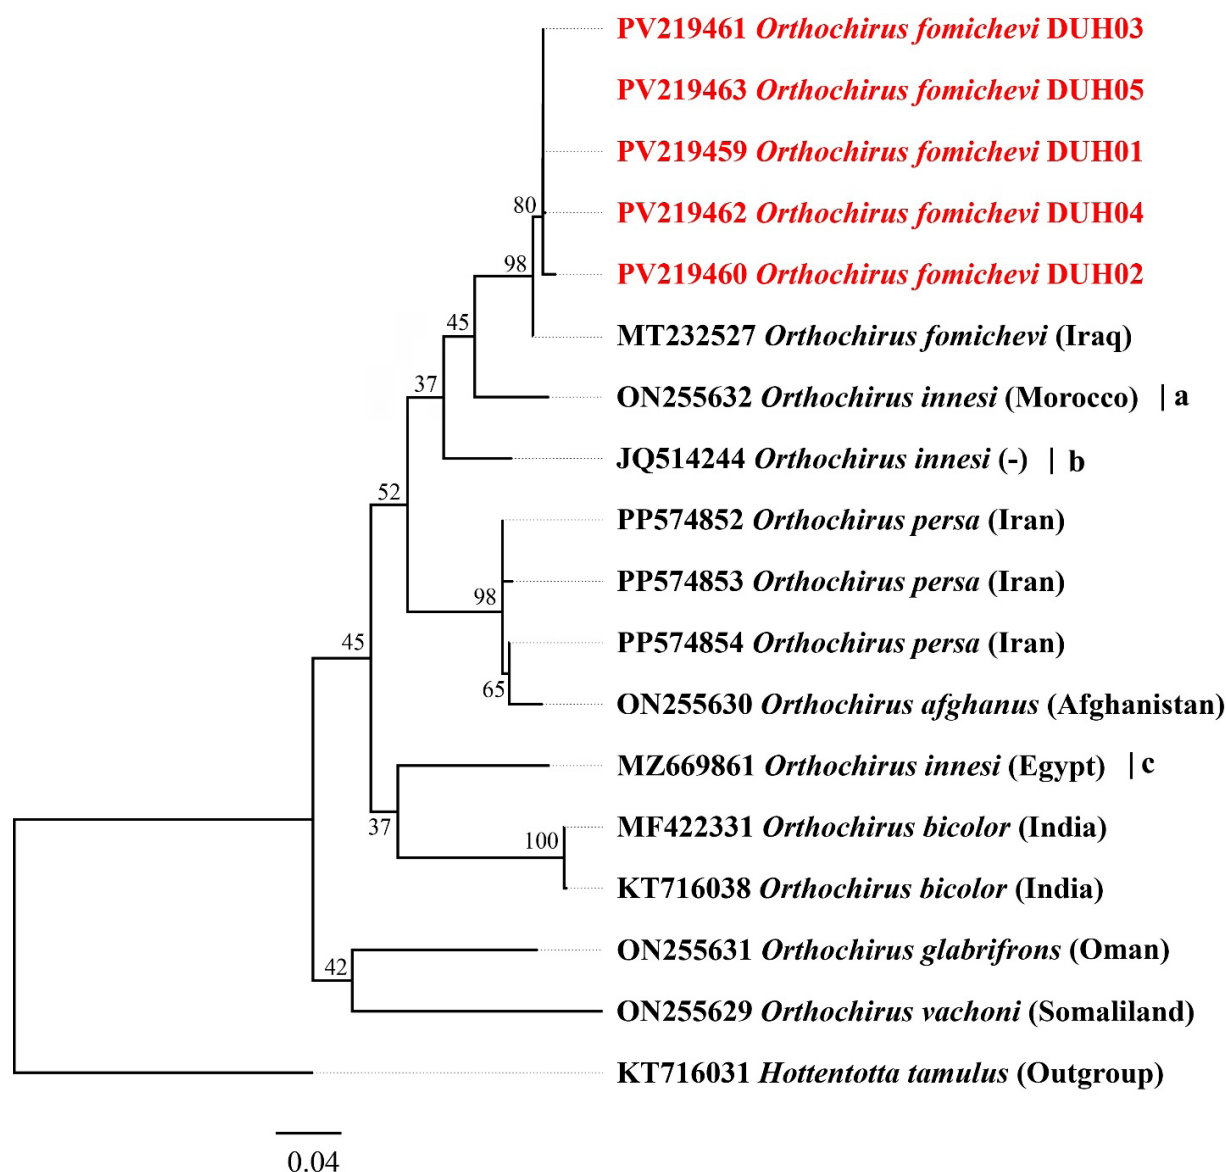 PV219461 Orthochirus fomichevi DUH03
PV219463 Orthochirus fomichevi DUH05
PV219459 Orthochirus fomichevi DUH01
80 PV219462 Orthochirus fomichevi DUH04
98 PV219460 Orthochirus fomichevi DUH02
45 MT232527 Orthochirus fomichevi (Iraq)
37 ON255632 Orthochirus innesi (Morocco) | a
JQ514244 Orthochirus innesi (-) | b
52 PP574852 Orthochirus persa (Iran)
98 PP574853 Orthochirus persa (Iran)
45 PP574854 Orthochirus persa (Iran)
65 ON255630 Orthochirus afghanus (Afghanistan)
MZ669861 Orthochirus innesi (Egypt) | c
37 100 MF422331 Orthochirus bicolor (India)
KT716038 Orthochirus bicolor (India)
42 ON255631 Orthochirus glabrifrons (Oman)
ON255629 Orthochirus vachoni (Somaliland)
KT716031 Hottentotta tamulus (Outgroup)
0.04